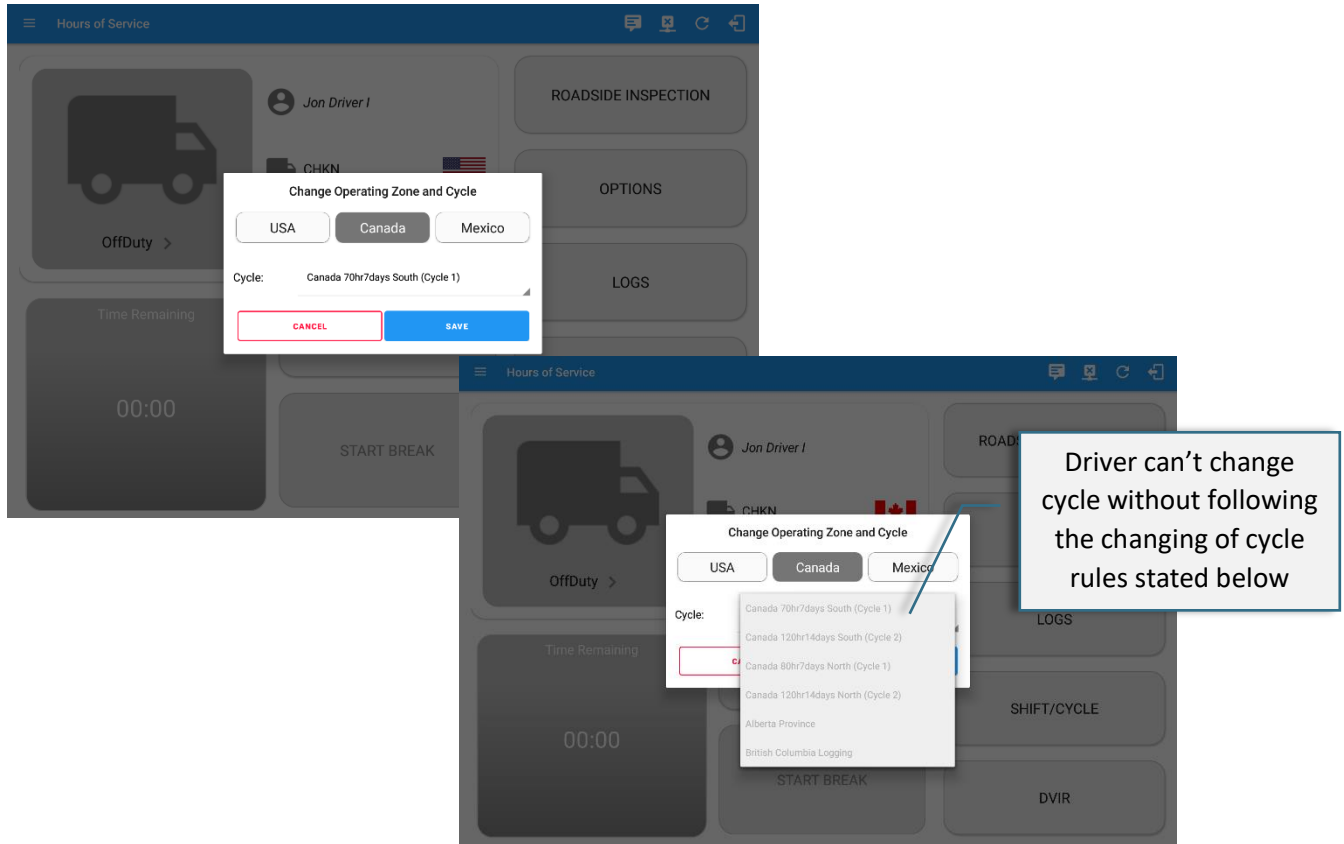 Hours of Service
Jon Driver I
ROADSIDE INSPECTION
CHKN
Change Operating Zone and Cycle
USA
Canada
Mexico
OPTIONS
OffDuty >
Cycle:
Canada 70hr7days South (Cycle 1)
LOGS
Time Remaining
CANCEL
SAVE
00:00
START BREAK
Hours of Service
Jon Driver I
ROAD
CHKN
Change Operating Zone and Cycle
USA
Canada
Mexico
OffDuty >
Cycle:
Canada 70hr7days South (Cycle 1)
Canada 120hr14days South (Cycle 2)
Canada 80hr7days North (Cycle 1)
Canada 120hr14days North (Cycle 2)
Alberta Province
British Columbia Logging
CA
LOGS
Time Remaining
SHIFT/CYCLE
00:00
START BREAK
DVIR
Driver can’t change
cycle without following
the changing of cycle
rules stated below